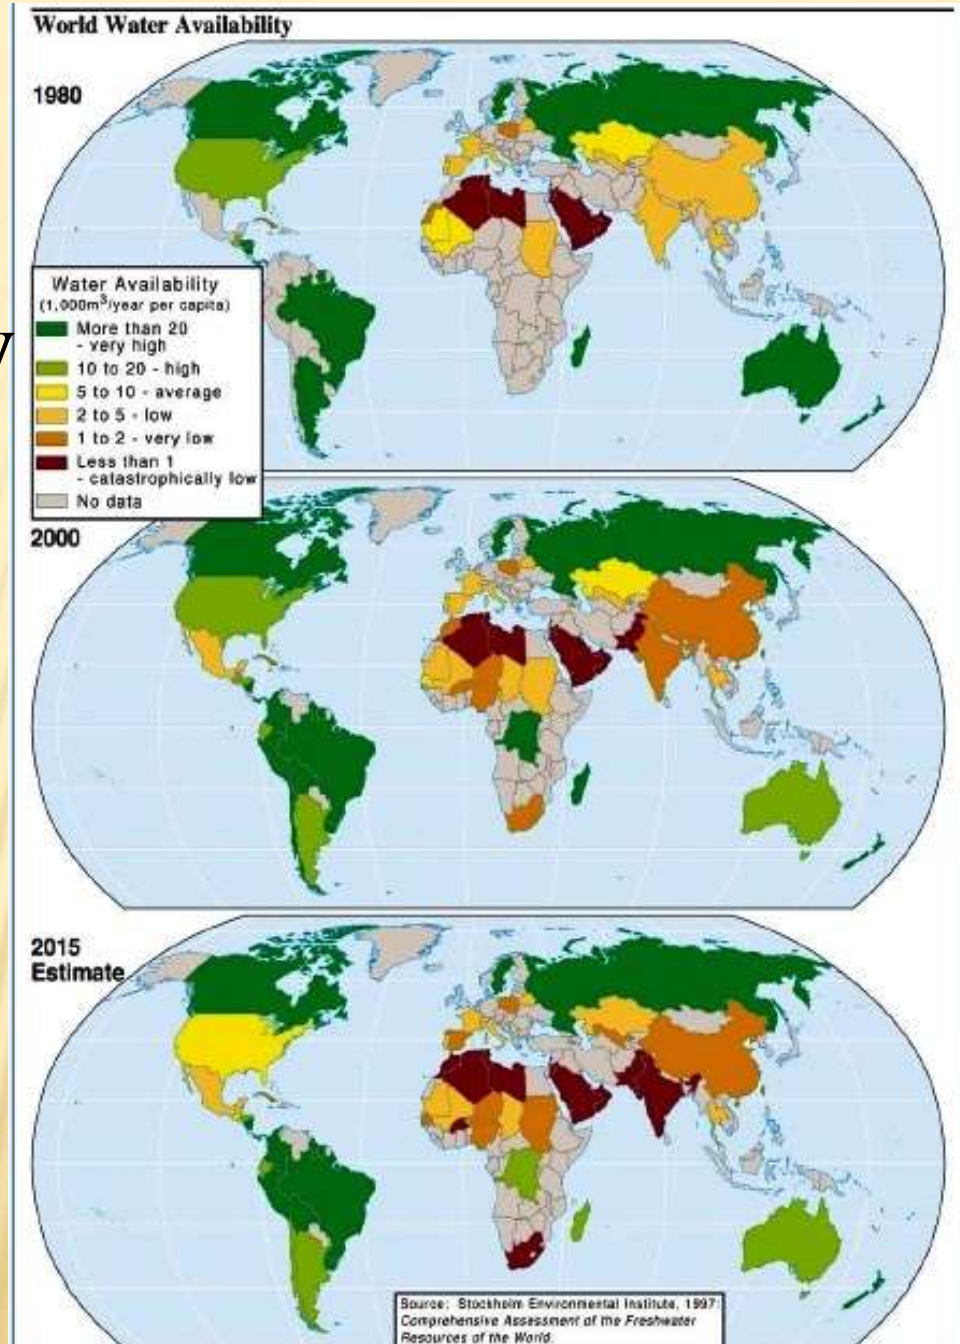 World Water Availability
1980
Water Availability
(1,000m³/year per capita)
More than 20
- very high
10 to 20 - high
5 to 10 - average
2 to 5 - low
1 to 2 - very low
Less than 1
- catastrophically low
No data
2000
2015
Estimate
Source: Stockholm Environmental Institute, 1997:
Comprehensive Assessment of the Freshwater
Resources of the World.